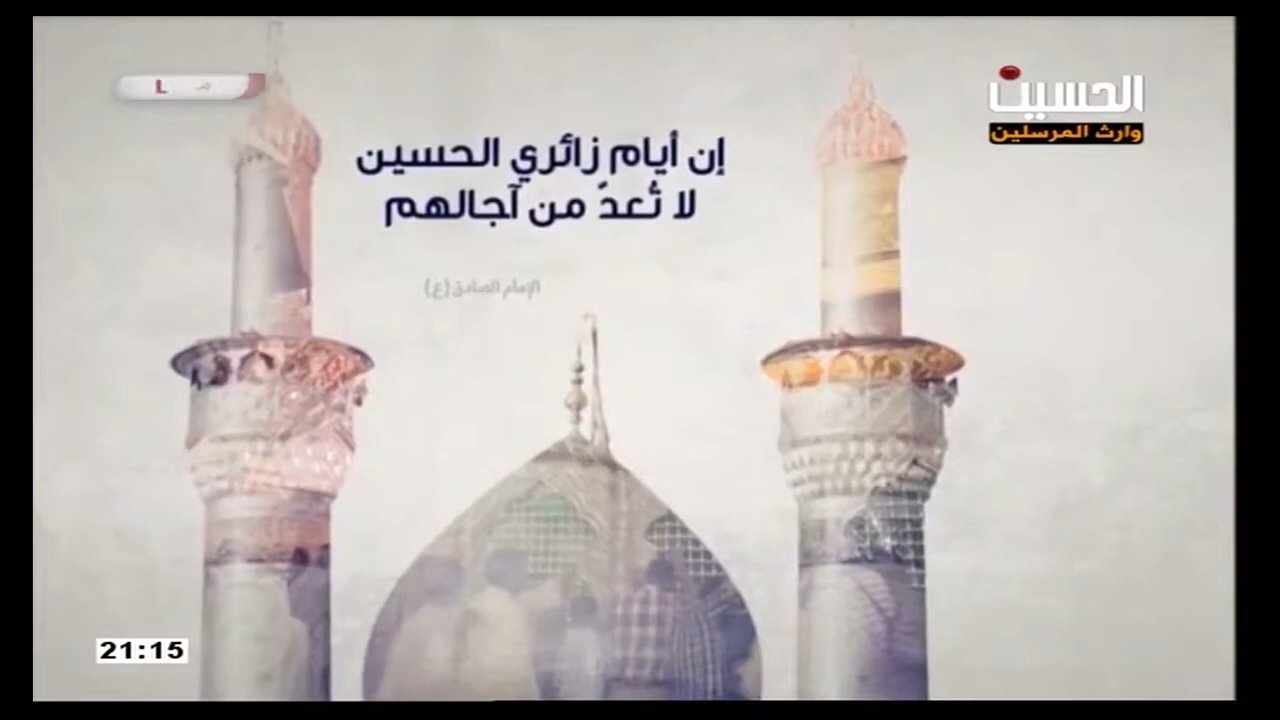 الحسين
وارث المرسلين
إن أيام زائري الحسين
لا تُعدّ من آجالهم
الإمام الصادق (ع)
21:15